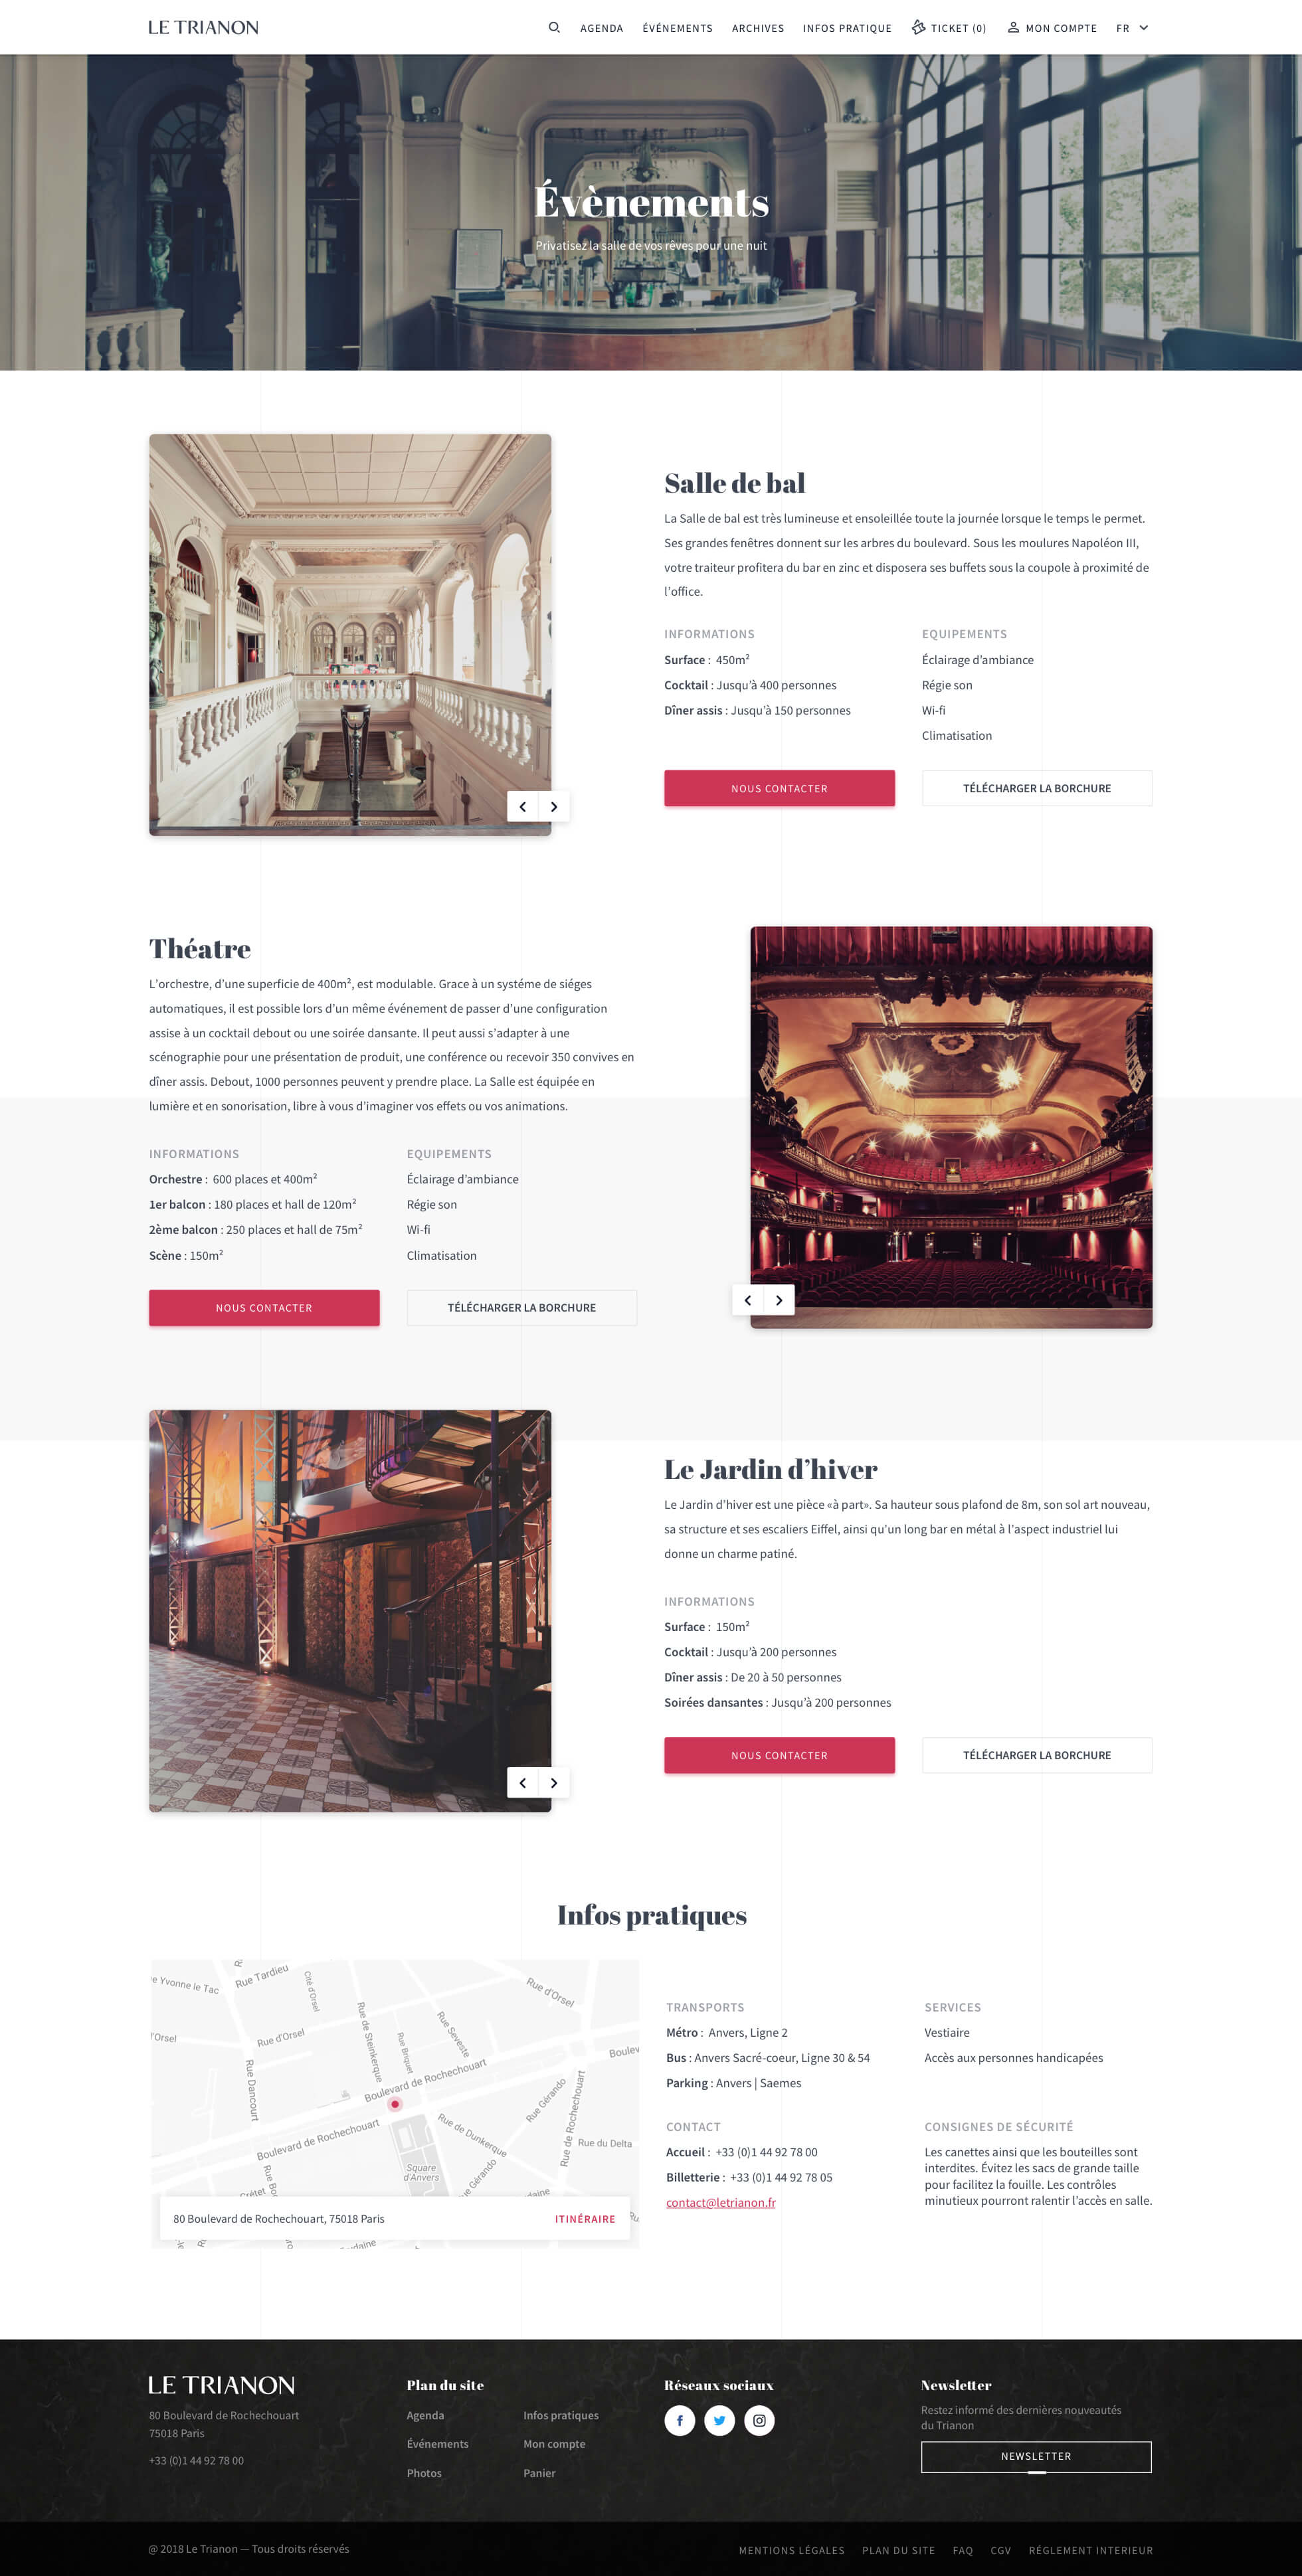 LE TRIANON
AGENDA
ÉVÉNEMENTS
ARCHIVES
INFOS PRATIQUE
TICKET (0)
MON COMPTE
FR
Évènements
Privatisez la salle de vos rêves pour une nuit
Salle de bal
La Salle de bal est très lumineuse et ensoleillée toute la journée lorsque le temps le permet.
Ses grandes fenêtres donnent sur les arbres du boulevard. Sous les moulures Napoléon III,
votre traiteur profitera du bar en zinc et disposera ses buffets sous la coupole à proximité de
l’office.
INFORMATIONS
Surface : 450m²
Cocktail : Jusqu’à 400 personnes
Dîner assis : Jusqu’à 150 personnes
EQUIPEMENTS
Éclairage d’ambiance
Régie son
Wi-fi
Climatisation
NOUS CONTACTER
TÉLÉCHARGER LA BORCHURE
Théatre
L'orchestre, d’une superficie de 400m², est modulable. Grace à un systéme de siéges
automatiques, il est possible lors d’un même événement de passer d’une configuration
assise à un cocktail debout ou une soirée dansante. Il peut aussi s’adapter à une
scénographie pour une présentation de produit, une conférence ou recevoir 350 convives en
dîner assis. Debout, 1000 personnes peuvent y prendre place. La Salle est équipée en
lumière et en sonorisation, libre à vous d’imaginer vos effets ou vos animations.
INFORMATIONS
Orchestre : 600 places et 400m²
1er balcon : 180 places et hall de 120m²
2ème balcon : 250 places et hall de 75m²
Scène : 150m²
EQUIPEMENTS
Éclairage d’ambiance
Régie son
Wi-fi
Climatisation
NOUS CONTACTER
TÉLÉCHARGER LA BORCHURE
Le Jardin d’hiver
Le Jardin d’hiver est une pièce «à part». Sa hauteur sous plafond de 8m, son sol art nouveau,
sa structure et ses escaliers Eiffel, ainsi qu’un long bar en métal à l’aspect industriel lui
donne un charme patiné.
INFORMATIONS
Surface : 150m²
Cocktail : Jusqu’à 200 personnes
Dîner assis : De 20 à 50 personnes
Soirées dansantes : Jusqu’à 200 personnes
NOUS CONTACTER
TÉLÉCHARGER LA BORCHURE
Infos pratiques
e Yvonne le Tac
Rue Tardieu
Cité d'Orsel
Rue d'Orsel
l'Orsel
Rue d'Orsel
Rue de Steinkerque
Rue Briquet
Rue Seveste
Boulev
Rue Dancourt
Boulevard de Rochechouart
Boulevard de Rochechouart
Rue Gérando
Rue de Rochechouart
Rue de Dunkerque
Rue du Delta
Square
d'Anvers
ue Gérando
80 Boulevard de Rochechouart, 75018 Paris
ITINÉRAIRE
TRANSPORTS
Métro : Anvers, Ligne 2
Bus : Anvers Sacré-coeur, Ligne 30 & 54
Parking : Anvers | Saemes
SERVICES
Vestiaire
Accès aux personnes handicapées
CONTACT
Accueil : +33 (0)1 44 92 78 00
Billetterie : +33 (0)1 44 92 78 05
contact@letrianon.fr
CONSIGNES DE SÉCURITÉ
Les canettes ainsi que les bouteilles sont
interdites. Évitez les sacs de grande taille
pour facilitez la fouille. Les contrôles
minutieux pourront ralentir l’accès en salle.
LE TRIANON
80 Boulevard de Rochechouart
75018 Paris
+33 (0)1 44 92 78 00
Plan du site
Agenda
Événements
Photos
Infos pratiques
Mon compte
Panier
Réseaux sociaux
Newsletter
Restez informé des dernières nouveautés
du Trianon
NEWSLETTER
@ 2018 Le Trianon — Tous droits réservés
MENTIONS LÉGALES
PLAN DU SITE
FAQ
CGV
RÉGLEMENT INTERIEUR